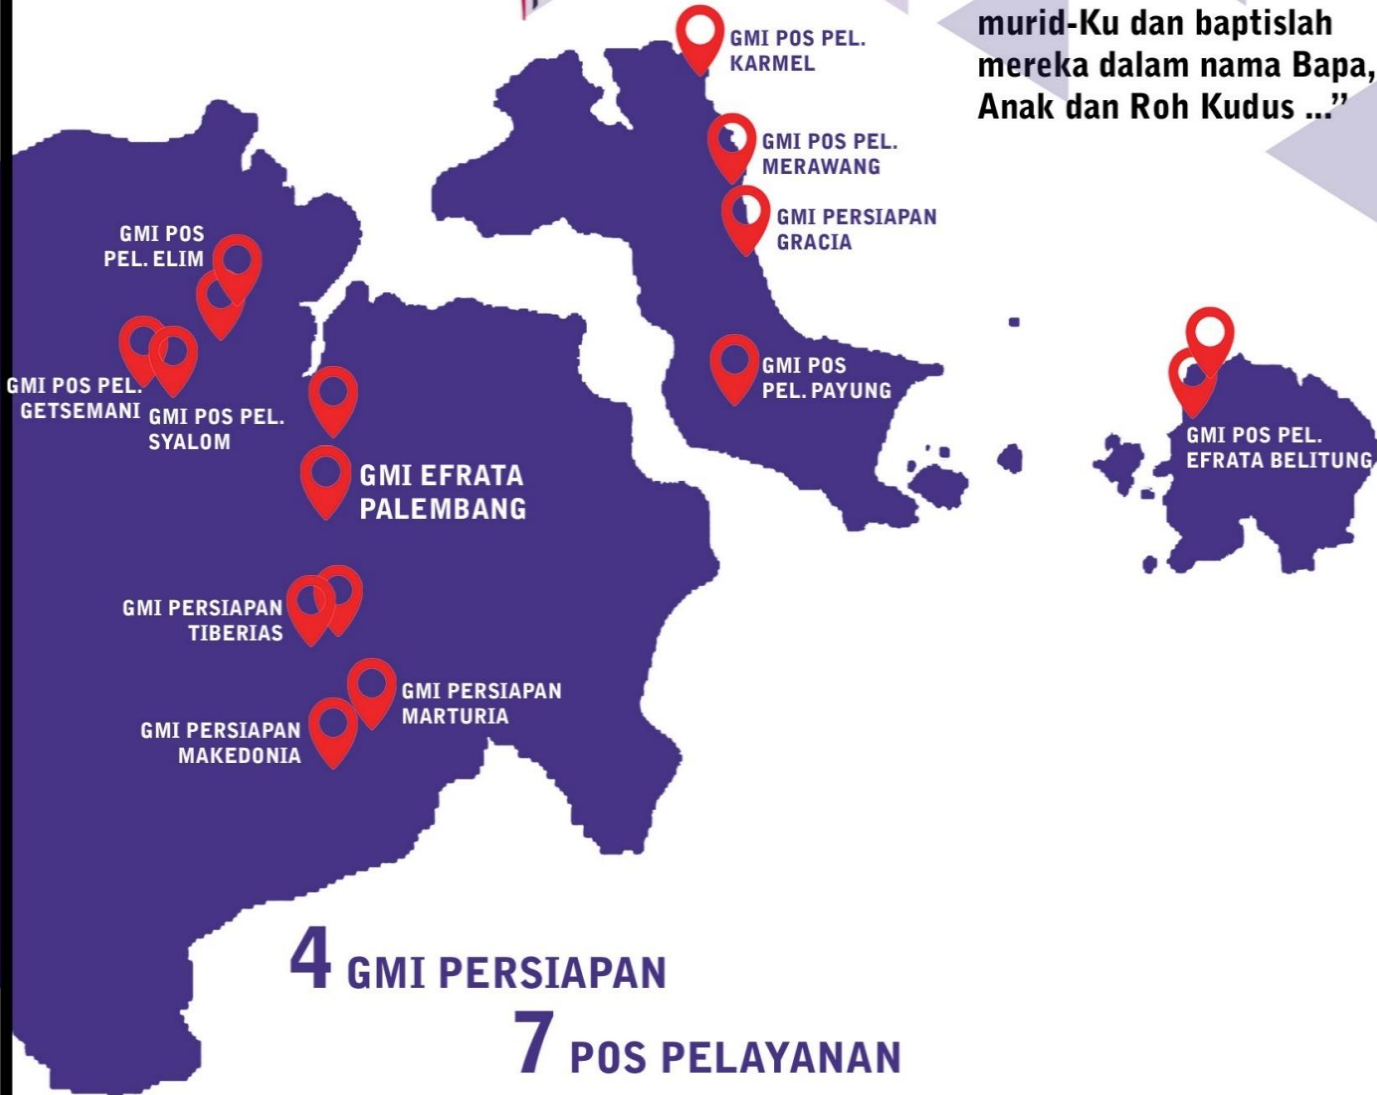 murid-Ku dan baptislah
mereka dalam nama Bapa,
Anak dan Roh Kudus ...”
GMI POS PEL.
KARMEL
GMI POS PEL.
MERAWANG
GMI PERSIAPAN
GRACIA
GMI POS
PEL. ELIM
GMI POS PEL.
GETSEMANI
GMI POS PEL.
SYALOM
GMI POS
PEL. PAYUNG
GMI POS PEL.
EFRATA BELITUNG
GMI EFRATA
PALEMBANG
GMI PERSIAPAN
TIBERIAS
GMI PERSIAPAN
MARTURIA
GMI PERSIAPAN
MAKEDONIA
4 GMI PERSIAPAN
7 POS PELAYANAN